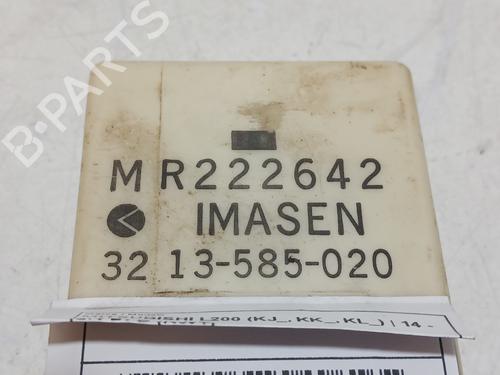 B-PARTS
MR222642
IMASEN
32 13-585-020
MITSUBISHI L200 (KJ_, KK_, KL_) | 14 -